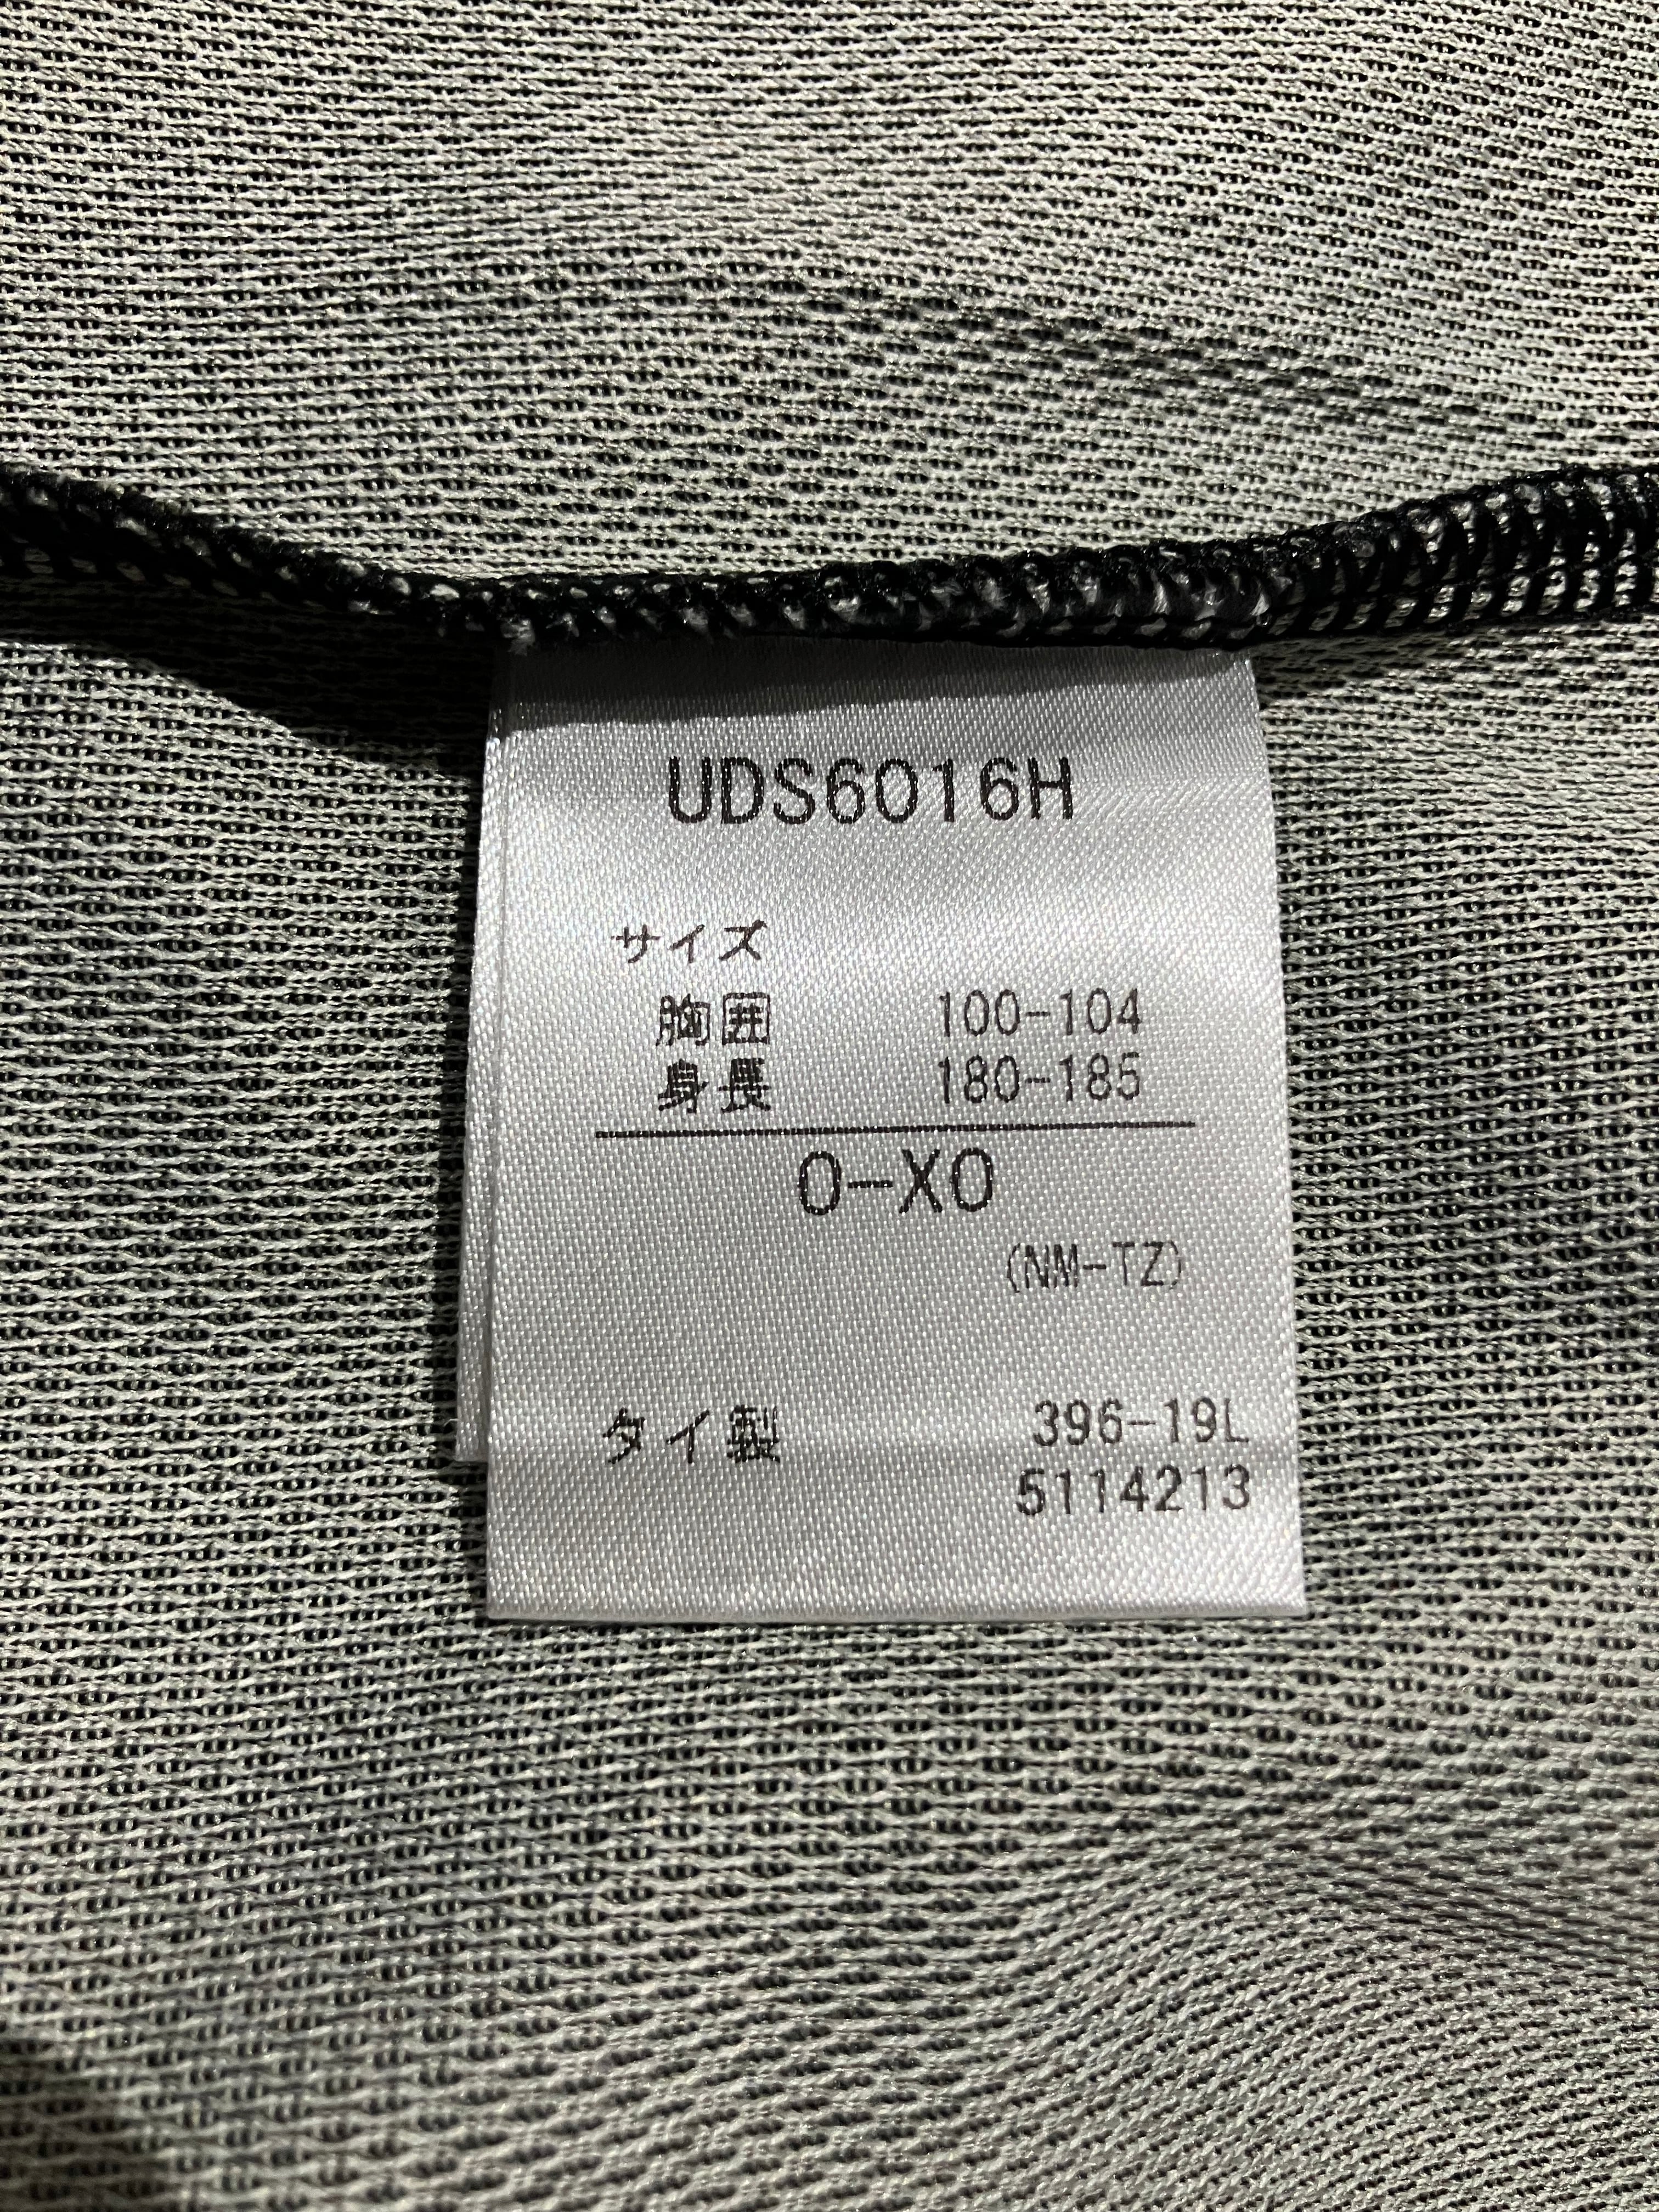 UDS6016H
サイズ
胸囲 100-104
身長 180-185
O-XO
(NM-TZ)
タイ製 396-19L
5114213